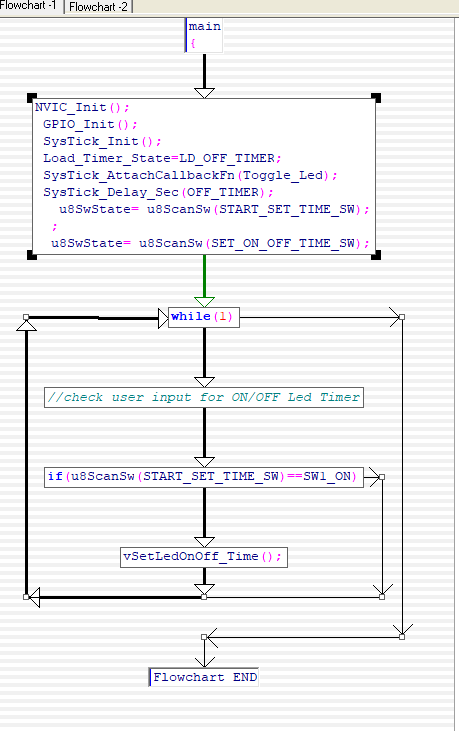 Flowchart -1
Flowchart -2
main
{
NVIC_Init();
GPIO_Init();
SysTick_Init();
Load_Timer_State=LD_OFF_TIMER;
SysTick_AttachCallbackFn(Toggle_Led);
SysTick_Delay_Sec(OFF_TIMER);
u8SwState= u8ScanSw(START_SET_TIME_SW);
;
u8SwState= u8ScanSw(SET_ON_OFF_TIME_SW);
while(1)
//check user input for ON/OFF Led Timer
if(u8ScanSw(START_SET_TIME_SW)==SW1_ON)
vSetLedOnOff_Time();
Flowchart END